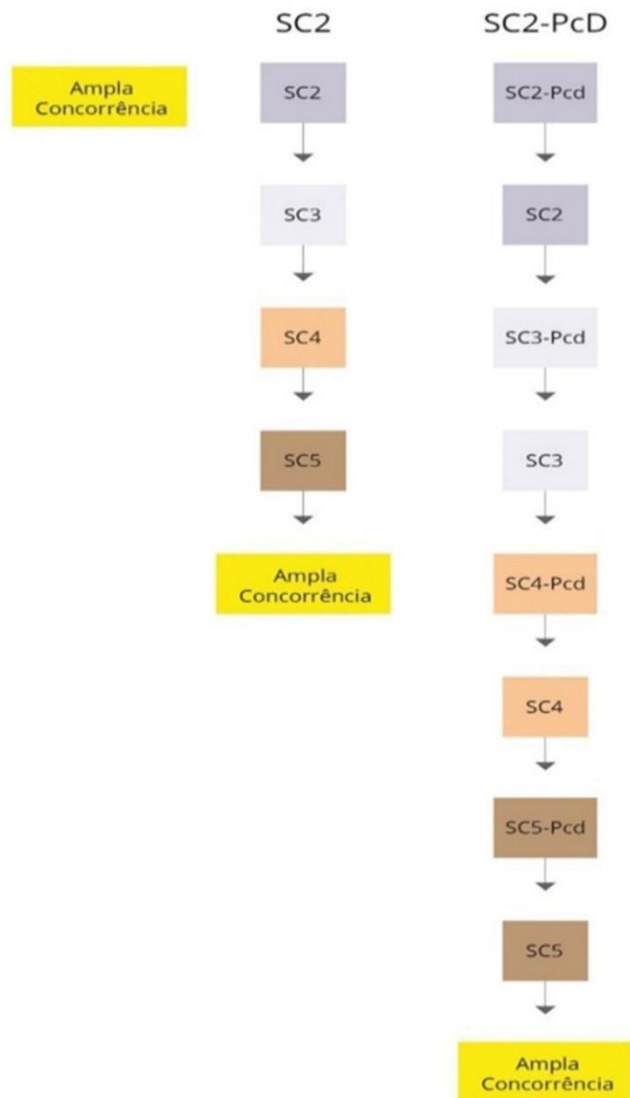 SC2
SC2-PcD
Ampla
Concorrência
SC2
SC2-Pcd
SC3
SC2
SC4
SC3-Pcd
SC5
SC3
Ampla
Concorrência
SC4-Pcd
SC4
SC5-Pcd
SC5
Ampla
Concorrência